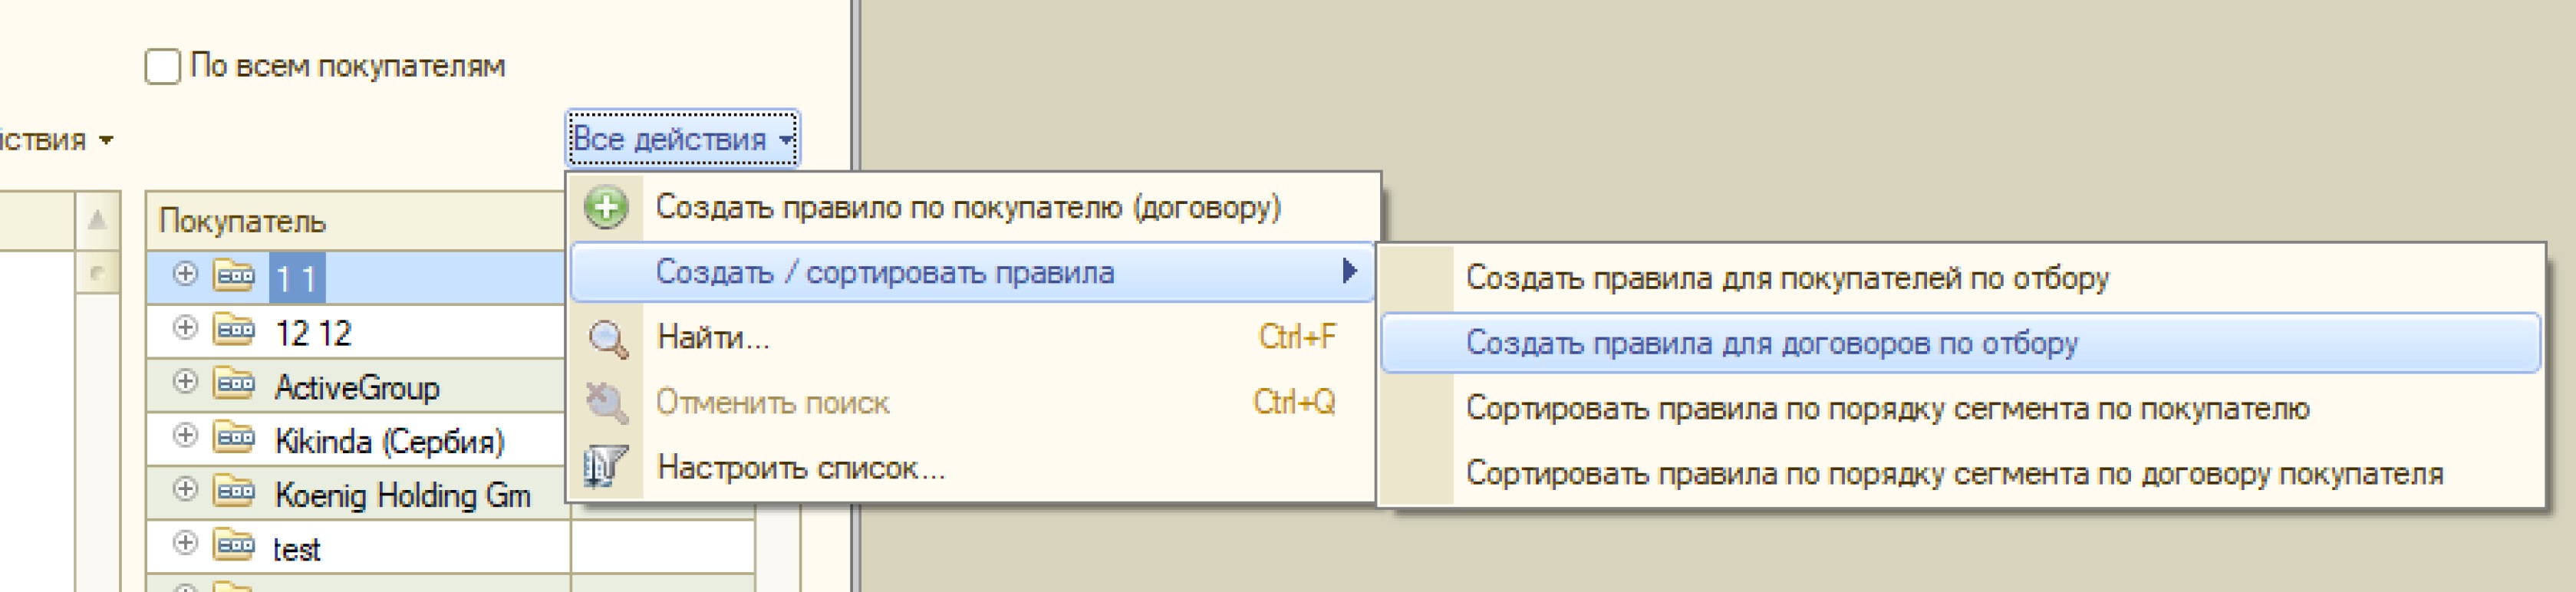 По всем покупателям
йствия
Все действия
Покупатель
1 1
12 12
ActiveGroup
Kikinda (Сербия)
Koenig Holding Gm
test
Создать правило по покупателю (договору)
Создать / сортировать правила
Найти... Ctrl+F
Отменить поиск Ctrl+Q
Настроить список...
Создать правила для покупателей по отбору
Создать правила для договоров по отбору
Сортировать правила по порядку сегмента по покупателю
Сортировать правила по порядку сегмента по договору покупателя